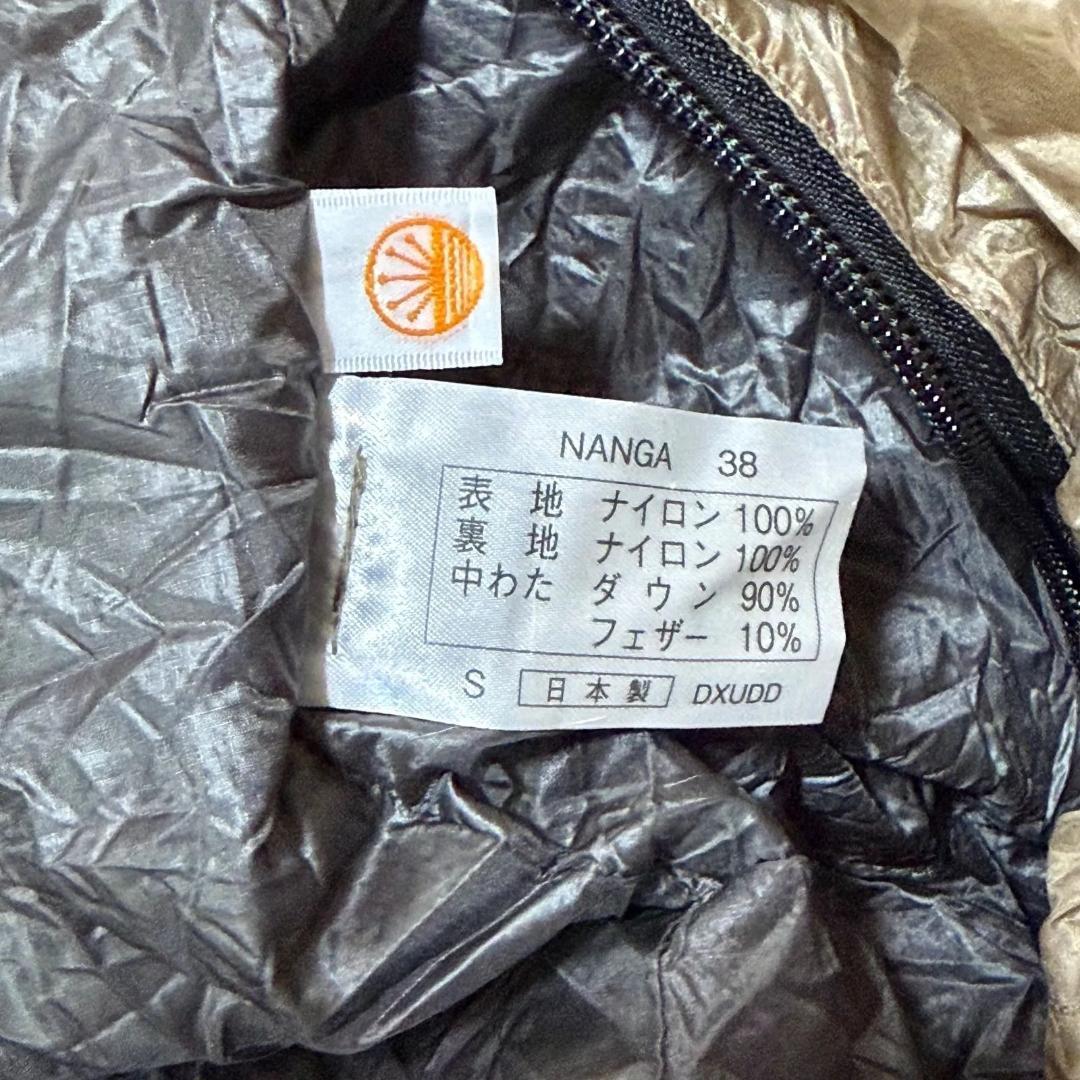 NANGA 38
表 地 ナイロン 100%
裏 地 ナイロン 100%
中わた ダウン 90%
フェザー 10%
S 日本製 DXUDD